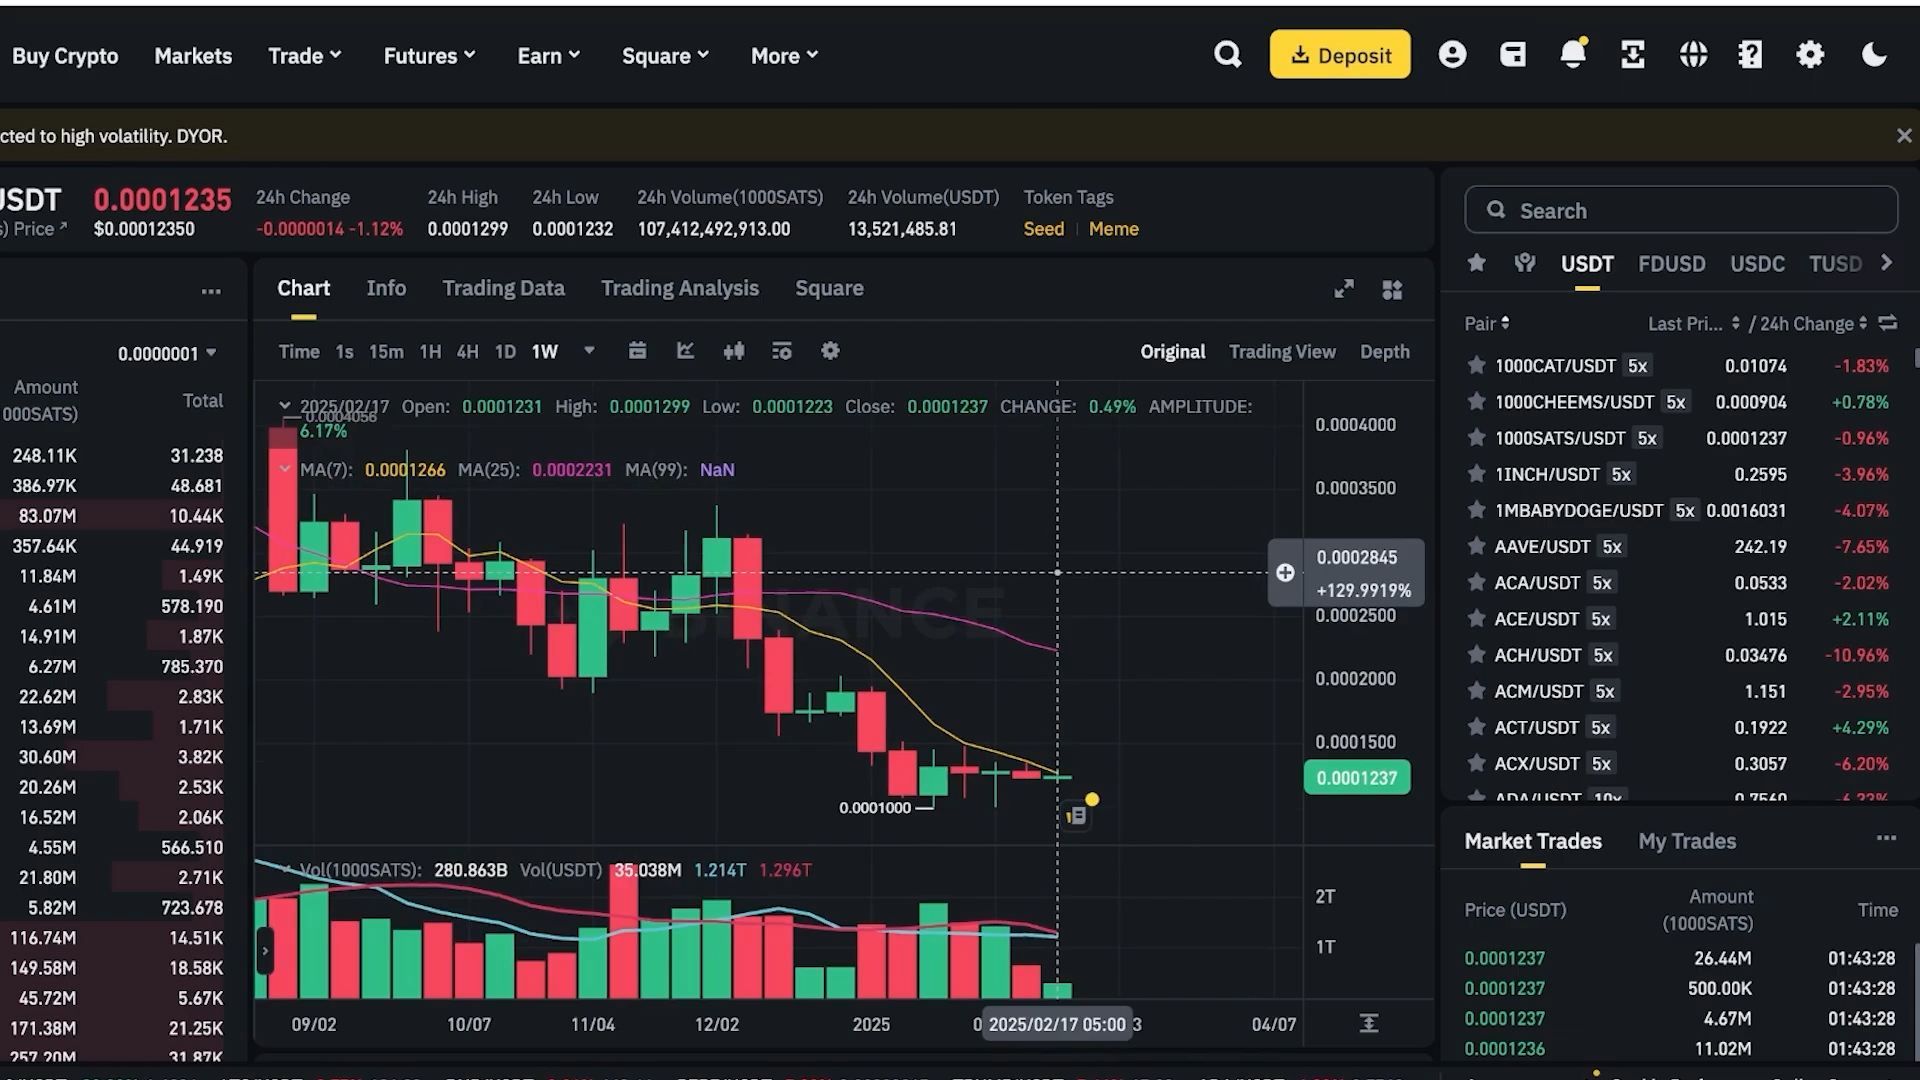 Buy Crypto Markets Trade Futures Earn Square More Deposit
cted to high volatility. DYOR.
USDT 0.0001235
s) Price $0.00012350
24h Change
-0.0000014 -1.12%
24h High
0.0001299
24h Low
0.0001232
24h Volume(1000SATS)
107,412,492,913.00
24h Volume(USDT)
13,521,485.81
Token Tags
Seed Meme
0.0000001
Amount
000SATS)
Total
248.11K 31.238
386.97K 48.681
83.07M 10.44K
357.64K 44.919
11.84M 1.49K
4.61M 578.190
14.91M 1.87K
6.27M 785.370
22.62M 2.83K
13.69M 1.71K
30.60M 3.82K
20.26M 2.53K
16.52M 2.06K
4.55M 566.510
21.80M 2.71K
5.82M 723.678
116.74M 14.51K
149.58M 18.58K
45.72M 5.67K
171.38M 21.25K
257.20M 31.87K
Chart Info Trading Data Trading Analysis Square
Time 1s 15m 1H 4H 1D 1W
Original Trading View Depth
2025/02/17 Open: 0.0001231 High: 0.0001299 Low: 0.0001223 Close: 0.0001237 CHANGE: 0.49% AMPLITUDE:
0.0004056
6.17%
MA(7): 0.0001266 MA(25): 0.0002231 MA(99): NaN
BINANCE
0.0001000
0.0004000
0.0003500
0.0002845
+129.9919%
0.0002500
0.0002000
0.0001500
0.0001237
Vol(1000SATS): 280.863B Vol(USDT) 35.038M 1.214T 1.296T
2T
1T
09/02 10/07 11/04 12/02 2025 0 2025/02/17 05:00 3 04/07
Search
USDT FDUSD USDC TUSD
Pair Last Pri... / 24h Change
1000CAT/USDT 5x 0.01074 -1.83%
1000CHEEMS/USDT 5x 0.000904 +0.78%
1000SATS/USDT 5x 0.0001237 -0.96%
1INCH/USDT 5x 0.2595 -3.96%
1MBABYDOGE/USDT 5x 0.0016031 -4.07%
AAVE/USDT 5x 242.19 -7.65%
ACA/USDT 5x 0.0533 -2.02%
ACE/USDT 5x 1.015 +2.11%
ACH/USDT 5x 0.03476 -10.96%
ACM/USDT 5x 1.151 -2.95%
ACT/USDT 5x 0.1922 +4.29%
ACX/USDT 5x 0.3057 -6.20%
ADA/USDT 10x 0.7560
Market Trades My Trades
Price (USDT)
Amount
(1000SATS)
Time
0.0001237 26.44M 01:43:28
0.0001237 500.00K 01:43:28
0.0001237 4.67M 01:43:28
0.0001236 11.02M 01:43:28